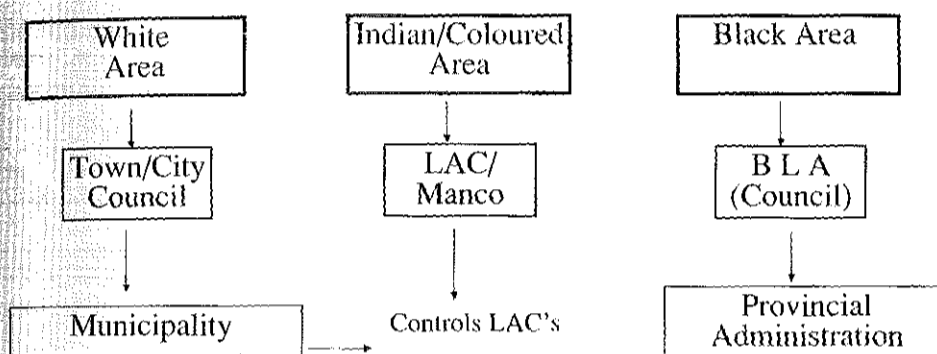 White
Area
Indian/Coloured
Area
Black Area
Town/City
Council
LAC/
Manco
B L A
(Council)
Municipality
Controls LAC's
Provincial
Administration